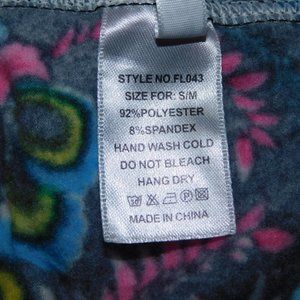 STYLE NO.FL043
SIZE FOR: S/M
92%POLYESTER
8%SPANDEX
HAND WASH COLD
DO NOT BLEACH
HANG DRY
MADE IN CHINA